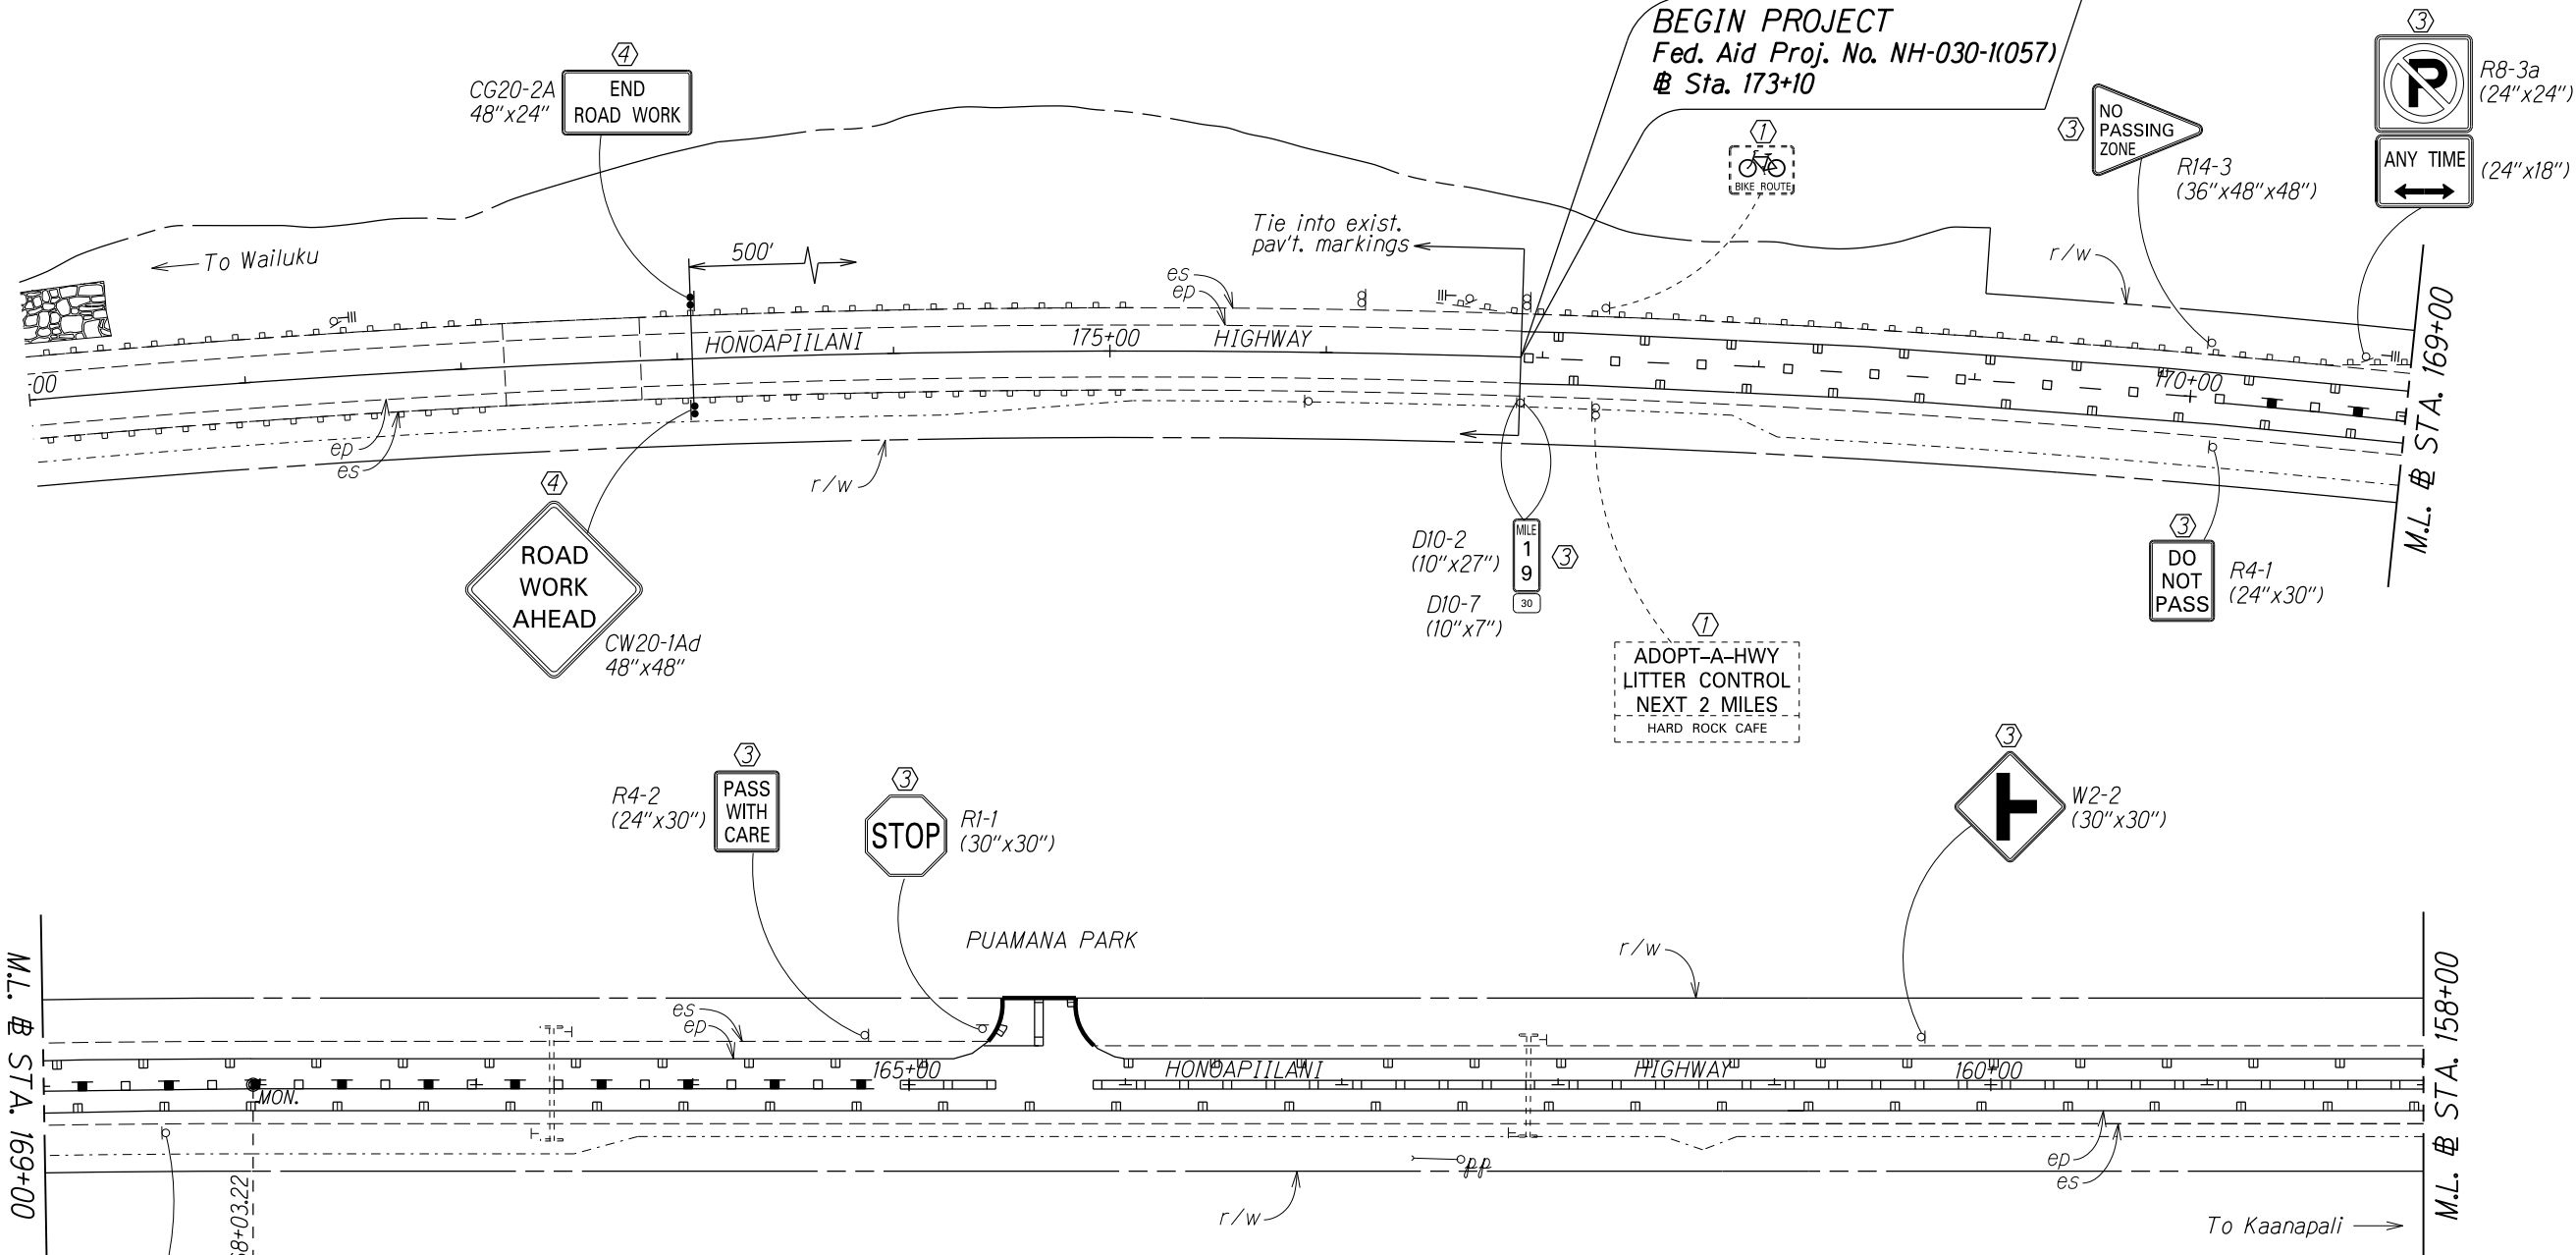 BEGIN PROJECT
Fed. Aid Proj. No. NH-030-1(057)
℄ Sta. 173+10
4
CG20-2A
48"x24"
END
ROAD WORK
1
BIKE ROUTE
3
NO
PASSING
ZONE
R14-3
(36"x48"x48")
3
P
R8-3a
(24"x24")
ANY TIME
(24"x18")
To Wailuku
500'
Tie into exist.
pav't. markings
es
ep
r/w
HONOAPIILANI
175+00
HIGHWAY
170+00
-00
M.L. ℄ STA. 169+00
ep
es
r/w
4
ROAD
WORK
AHEAD
CW20-1Ad
48"x48"
D10-2
(10"x27")
MILE
1
9
3
D10-7
(10"x7")
30
1
ADOPT-A-HWY
LITTER CONTROL
NEXT 2 MILES
HARD ROCK CAFE
3
DO
NOT
PASS
R4-1
(24"x30")
3
R4-2
(24"x30")
PASS
WITH
CARE
3
STOP
R1-1
(30"x30")
3
W2-2
(30"x30")
PUAMANA PARK
r/w
es
ep
M.L. ℄ STA. 169+00
165+00
HONOAPIILANI
HIGHWAY
160+00
M.L. ℄ STA. 158+00
MON.
68+03.22
pp
r/w
ep
es
To Kaanapali